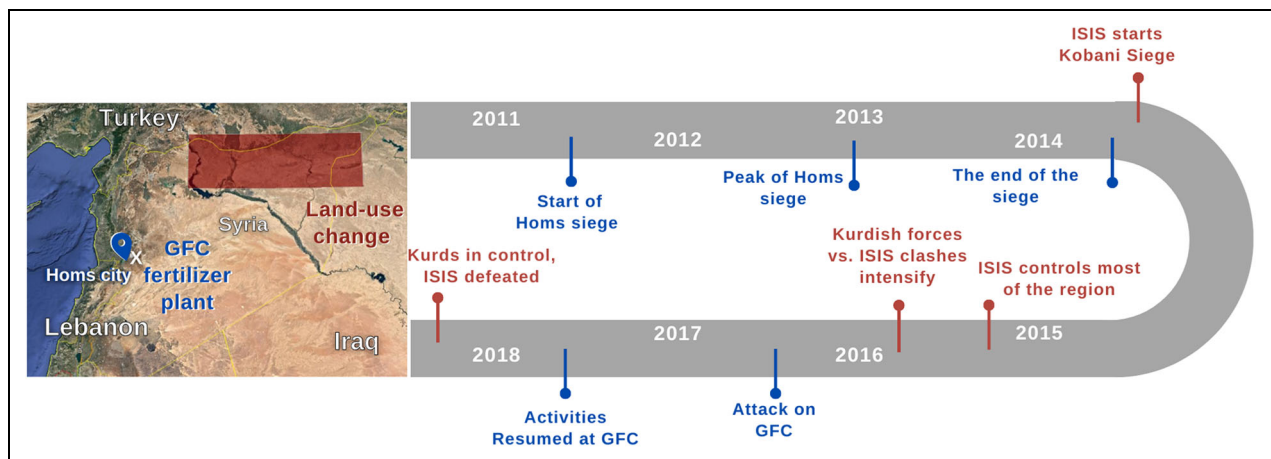 Turkey
Land-use
change
Syria
GFC
fertilizer
plant
X
Homs city
Lebanon
Iraq
ISIS starts
Kobani Siege
2011
2012
2013
2014
Start of
Homs siege
Peak of Homs
siege
The end of the
siege
Kurds in control,
ISIS defeated
Kurdish forces
vs. ISIS clashes
intensify
ISIS controls most
of the region
2018
2017
2016
2015
Activities
Resumed at GFC
Attack on
GFC